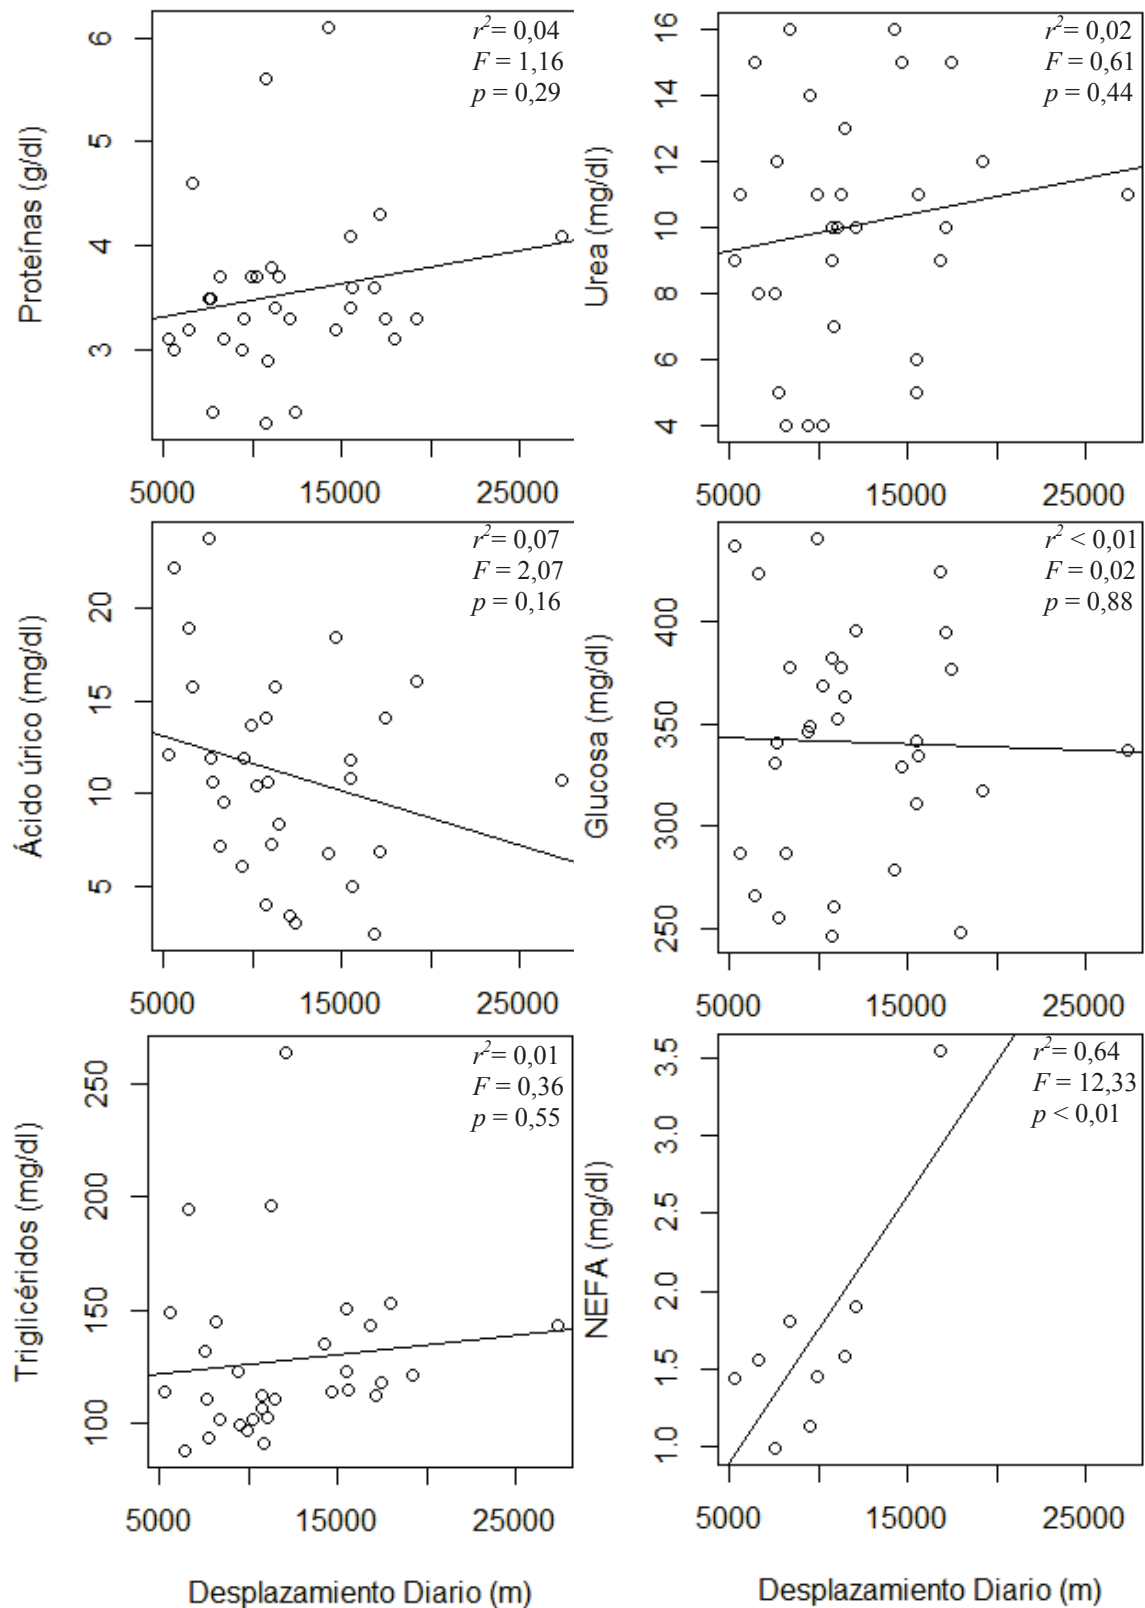 Proteínas (g/dl)
6
5
4
3
r²= 0,04
F = 1,16
p = 0,29
5000
15000
25000
Urea (mg/dl)
16
14
12
10
8
6
4
r²= 0,02
F = 0,61
p = 0,44
5000
15000
25000
Ácido úrico (mg/dl)
20
15
10
5
r²= 0,07
F = 2,07
p = 0,16
5000
15000
25000
Glucosa (mg/dl)
400
350
300
250
r² < 0,01
F = 0,02
p = 0,88
5000
15000
25000
Triglicéridos (mg/dl)
250
200
150
100
r²= 0,01
F = 0,36
p = 0,55
5000
15000
25000
Desplazamiento Diario (m)
NEFA (mg/dl)
3.5
3.0
2.5
2.0
1.5
1.0
r²= 0,64
F = 12,33
p < 0,01
5000
15000
25000
Desplazamiento Diario (m)